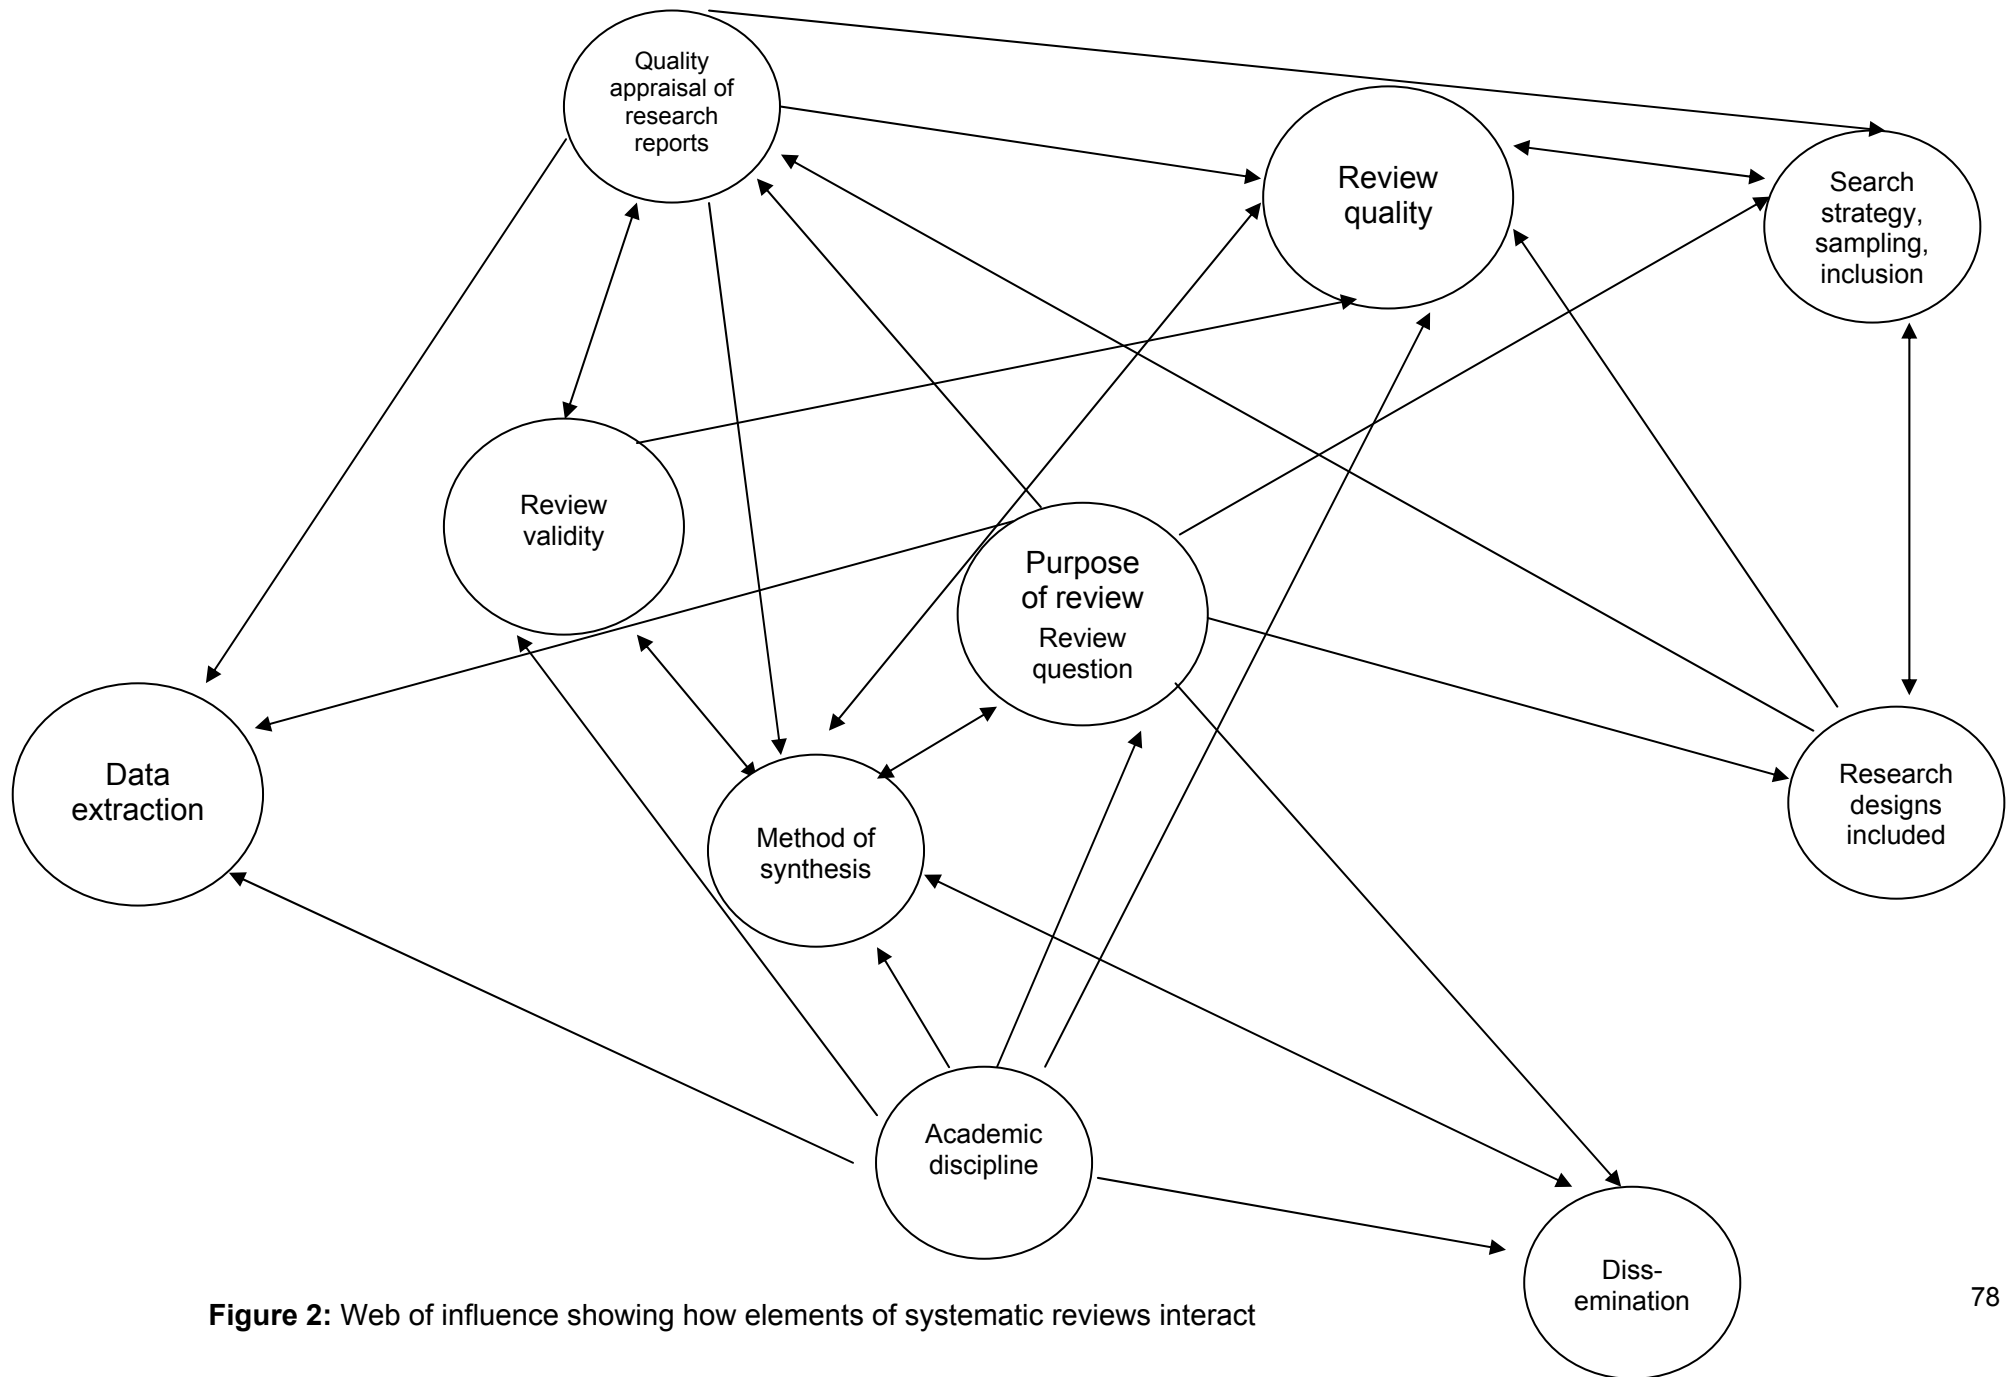 Quality
appraisal of
research
reports
Review
quality
Search
strategy,
sampling,
inclusion
Review
validity
Purpose
of review
Review
question
Data
extraction
Method of
synthesis
Research
designs
included
Academic
discipline
Diss-
emination
Figure 2: Web of influence showing how elements of systematic reviews interact
78